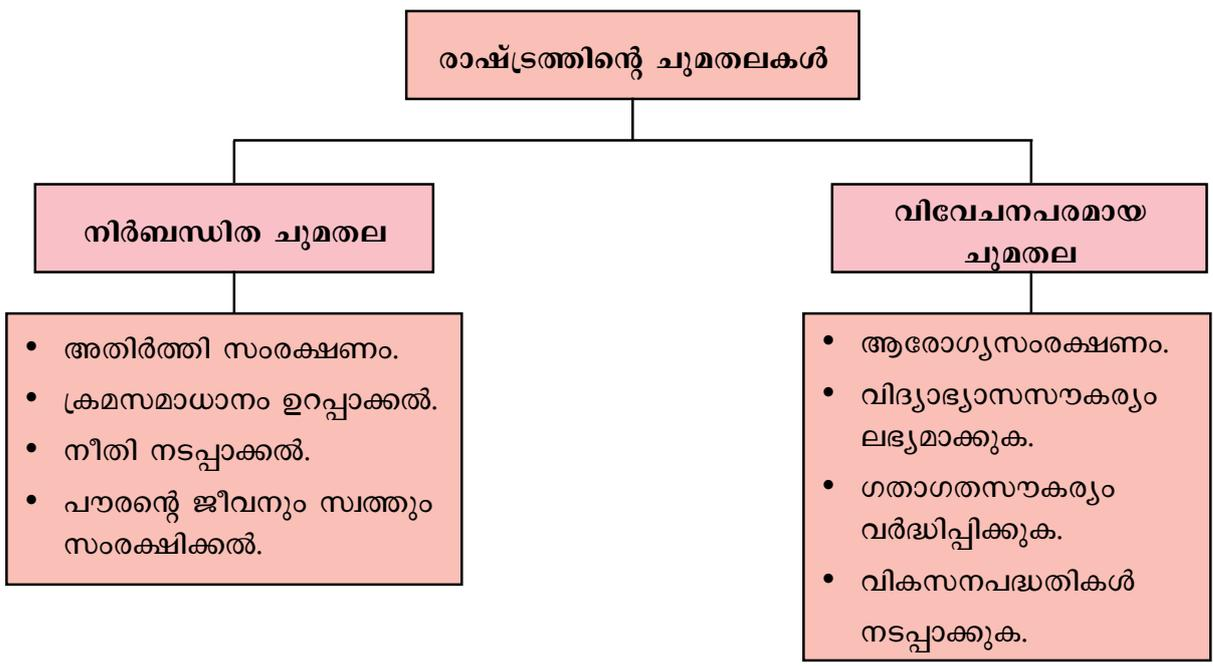 രാഷ്ട്രത്തിന്റെ ചുമതലകൾ
നിർബന്ധിത ചുമതല
• അതിർത്തി സംരക്ഷണം.
• ക്രമസമാധാനം ഉറപ്പാക്കൽ.
• നീതി നടപ്പാക്കൽ.
• പൗരന്റെ ജീവനും സ്വത്തും
സംരക്ഷിക്കൽ.
വിവേചനപരമായ
ചുമതല
• ആരോഗ്യസംരക്ഷണം.
• വിദ്യാഭ്യാസസൗകര്യം
ലഭ്യമാക്കുക.
• ഗതാഗതസൗകര്യം
വർദ്ധിപ്പിക്കുക.
• വികസനപദ്ധതികൾ
നടപ്പാക്കുക.